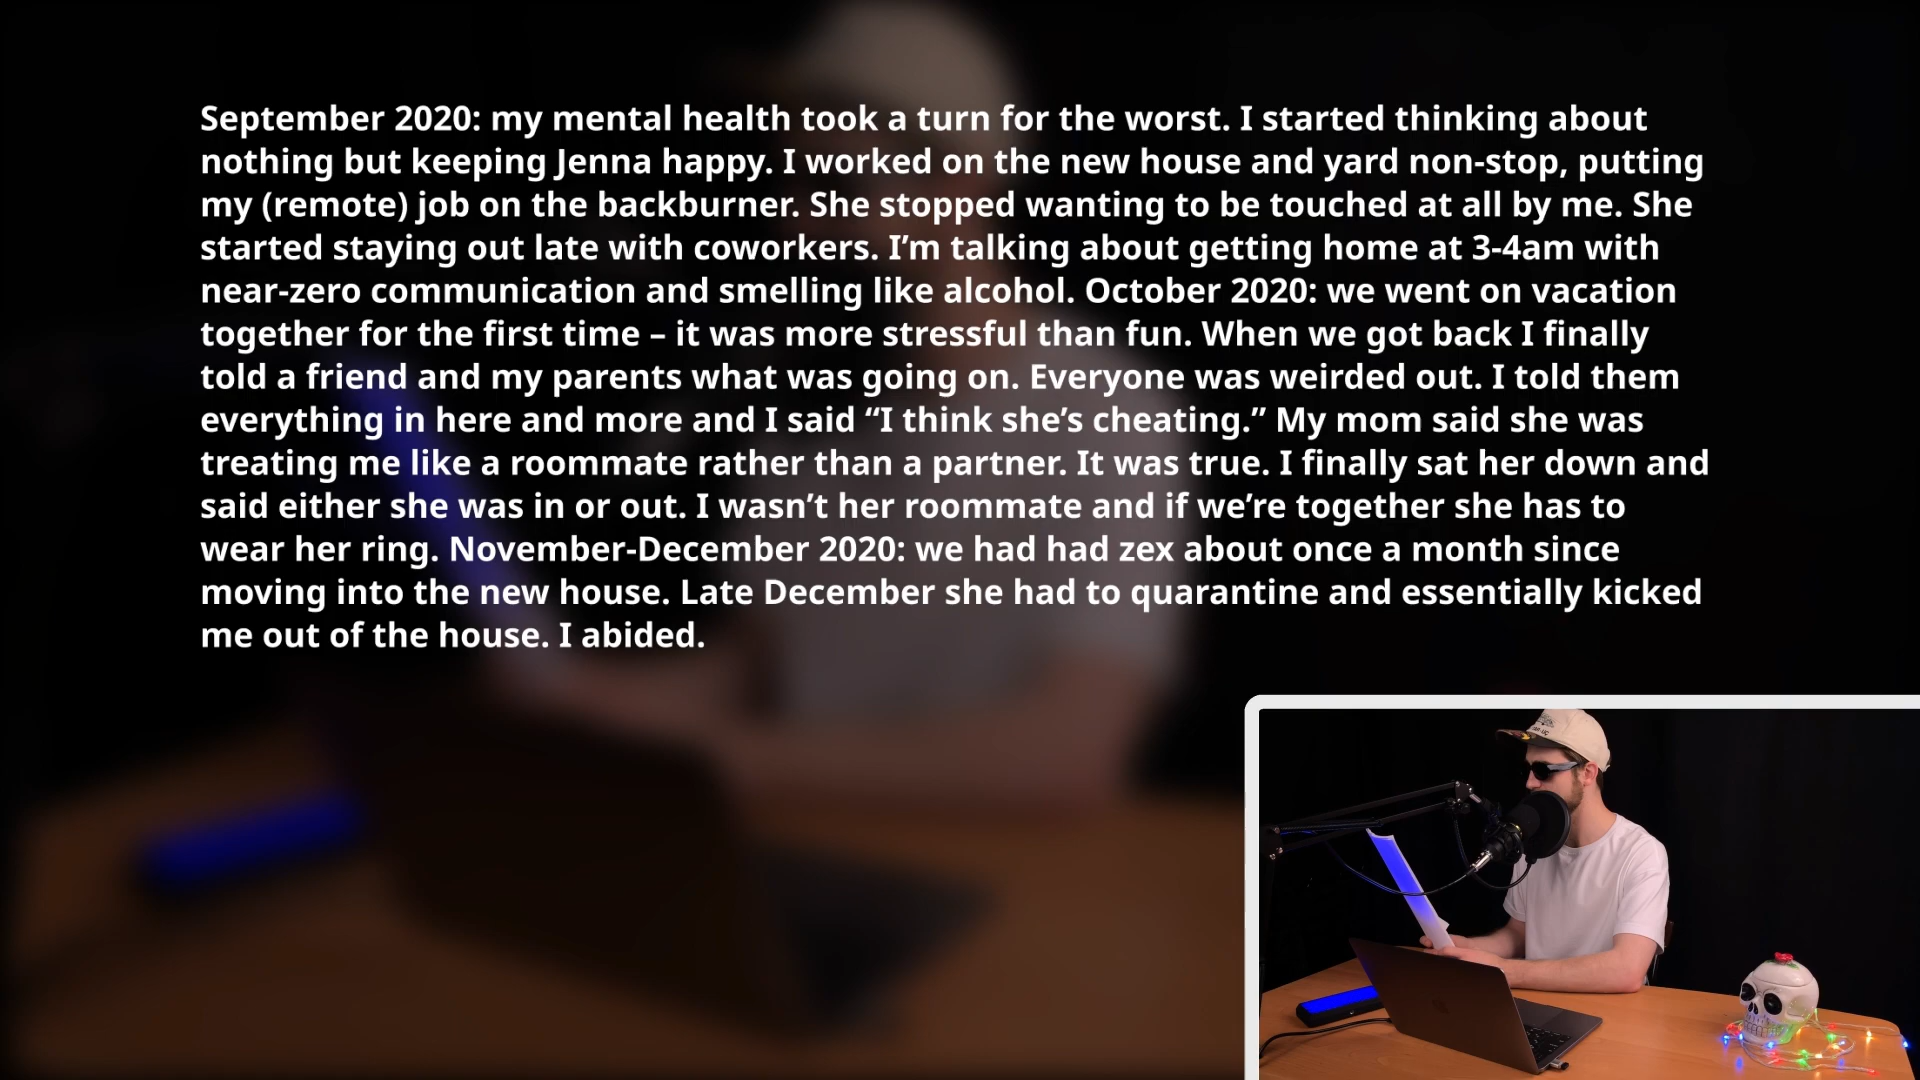 September 2020: my mental health took a turn for the worst. I started thinking about
nothing but keeping Jenna happy. I worked on the new house and yard non-stop, putting
my (remote) job on the backburner. She stopped wanting to be touched at all by me. She
started staying out late with coworkers. I’m talking about getting home at 3-4am with
near-zero communication and smelling like alcohol. October 2020: we went on vacation
together for the first time – it was more stressful than fun. When we got back I finally
told a friend and my parents what was going on. Everyone was weirded out. I told them
everything in here and more and I said “I think she’s cheating.” My mom said she was
treating me like a roommate rather than a partner. It was true. I finally sat her down and
said either she was in or out. I wasn’t her roommate and if we’re together she has to
wear her ring. November-December 2020: we had had zex about once a month since
moving into the new house. Late December she had to quarantine and essentially kicked
me out of the house. I abided.